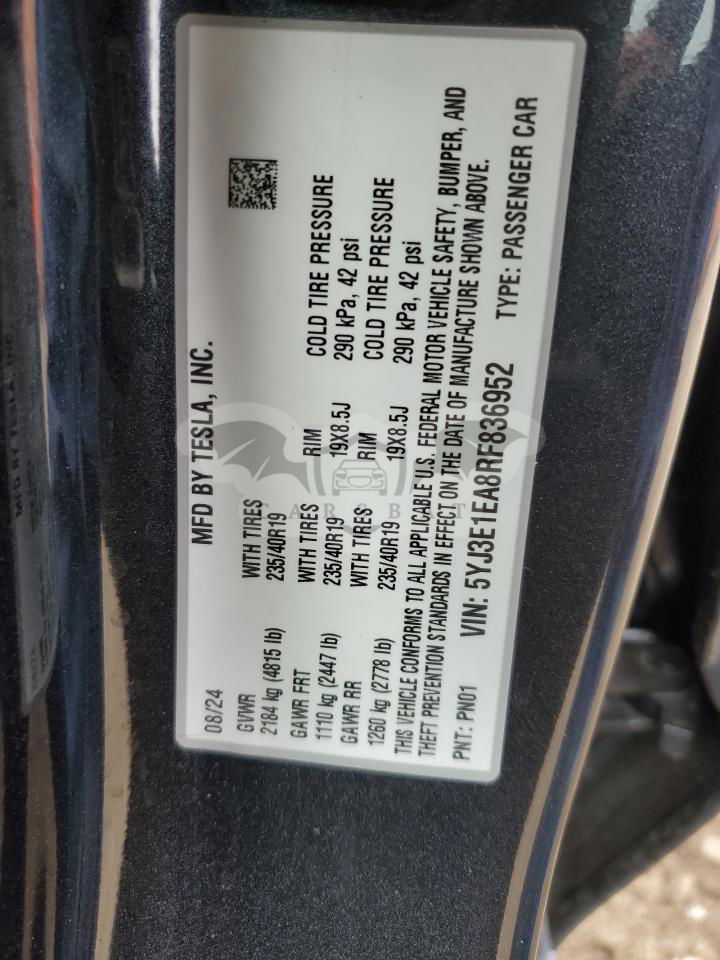 MFD BY TESLA, INC.
08/24
GVWR WITH TIRES
2184 kg (4815 lb) 235/40R19
GAWR FRT WITH TIRES RIM COLD TIRE PRESSURE
1110 kg (2447 lb) 235/40R19 19X8.5J 290 kPa, 42 psi
GAWR RR WITH TIRES RIM COLD TIRE PRESSURE
1260 kg (2778 lb) 235/40R19 19X8.5J 290 kPa, 42 psi
THIS VEHICLE CONFORMS TO ALL APPLICABLE U.S. FEDERAL MOTOR VEHICLE SAFETY, BUMPER, AND
THEFT PREVENTION STANDARDS IN EFFECT ON THE DATE OF MANUFACTURE SHOWN ABOVE.
PNT: PN01 VIN: 5YJ3E1EA8RF836952 TYPE: PASSENGER CAR